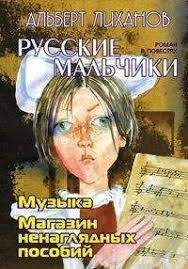 АЛЬБЕРТ ЛИХАНОВ
РУССКИЕ
МАЛЬЧИКИ
РОМАН
В ПОВЕСТЯХ
Музыка
Магазин
ненаглядных
пособий